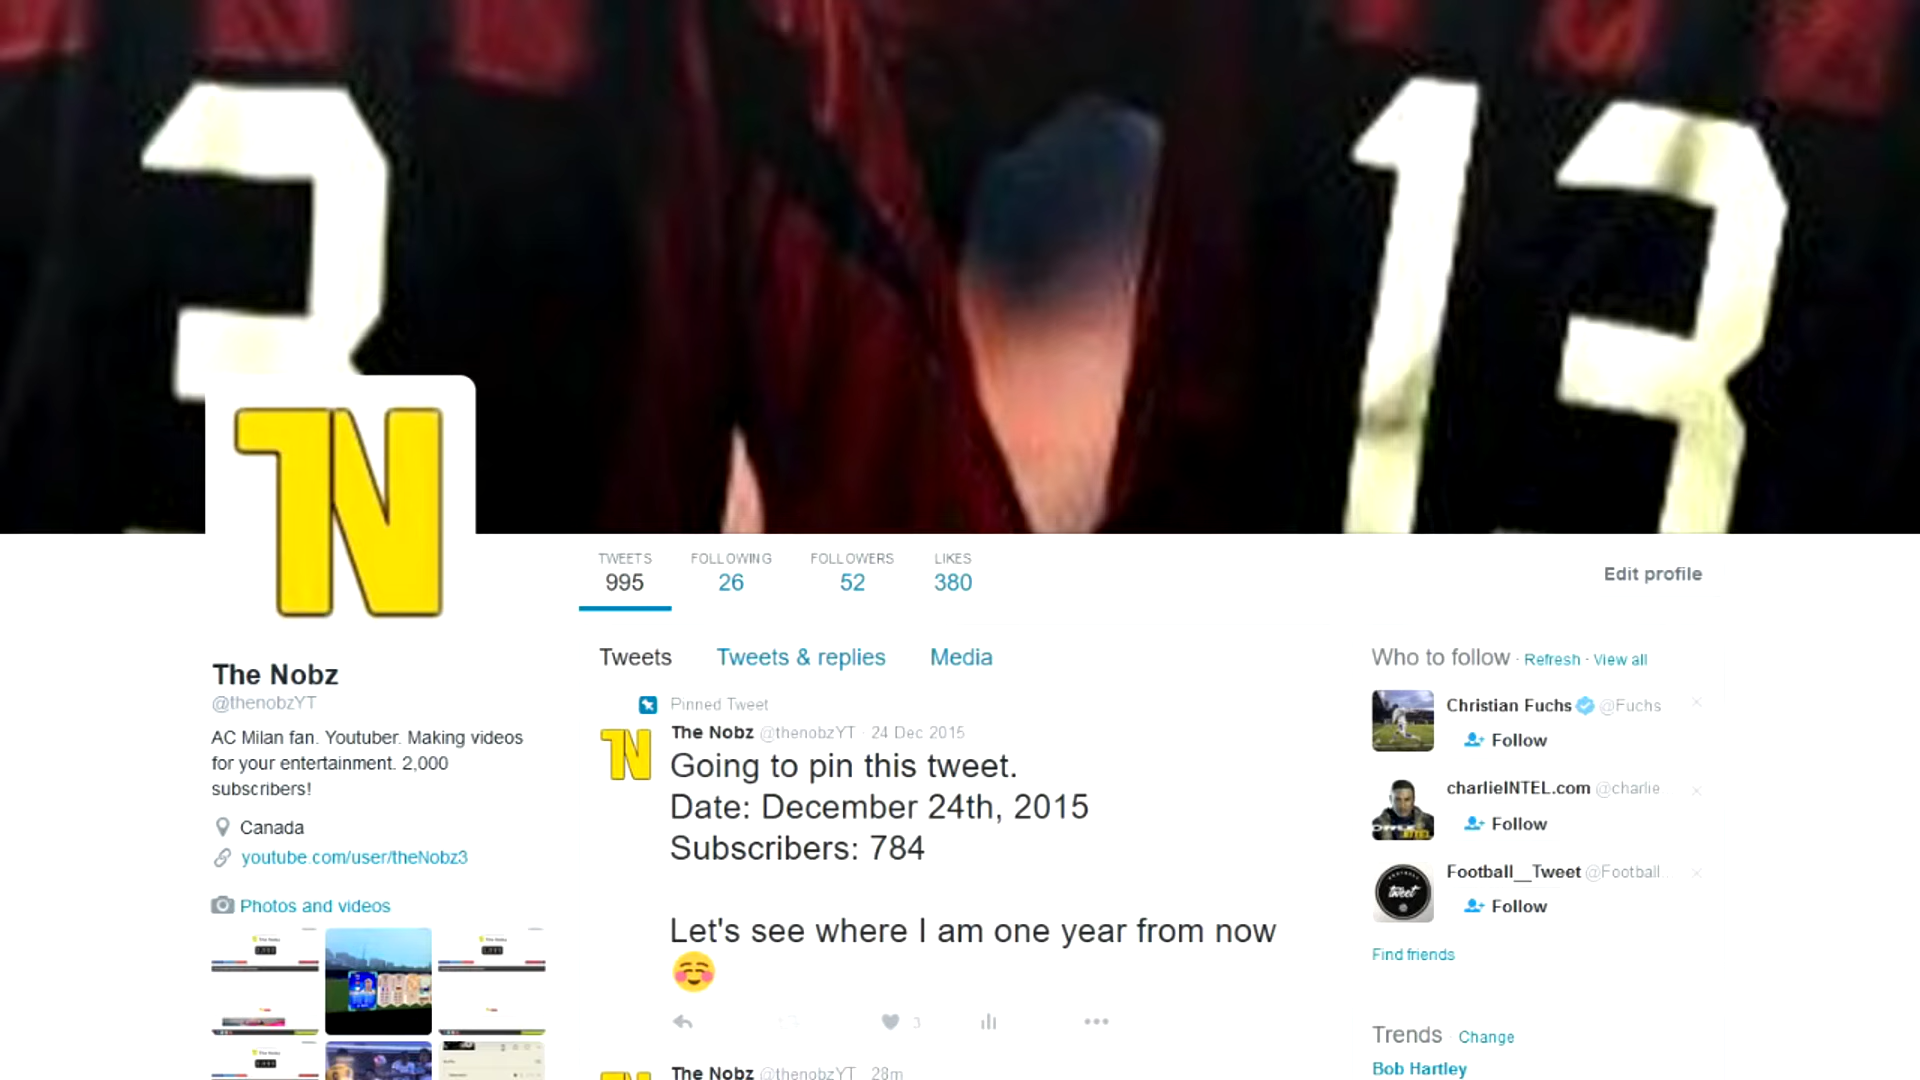 3
13
TN
TWEETS FOLLOWING FOLLOWERS LIKES
995 26 52 380
Edit profile
The Nobz
@thenobzYT
AC Milan fan. Youtuber. Making videos
for your entertainment. 2,000
subscribers!
Canada
youtube.com/user/theNobz3
Photos and videos
Tweets Tweets & replies Media
Pinned Tweet
The Nobz @thenobzYT · 24 Dec 2015
Going to pin this tweet.
Date: December 24th, 2015
Subscribers: 784
Let's see where I am one year from now
3
The Nobz @thenobzYT 28m
Who to follow · Refresh · View all
Christian Fuchs @Fuchs
Follow
charlieINTEL.com @charlie
Follow
Football__Tweet @Football
Follow
Find friends
Trends · Change
Bob Hartley